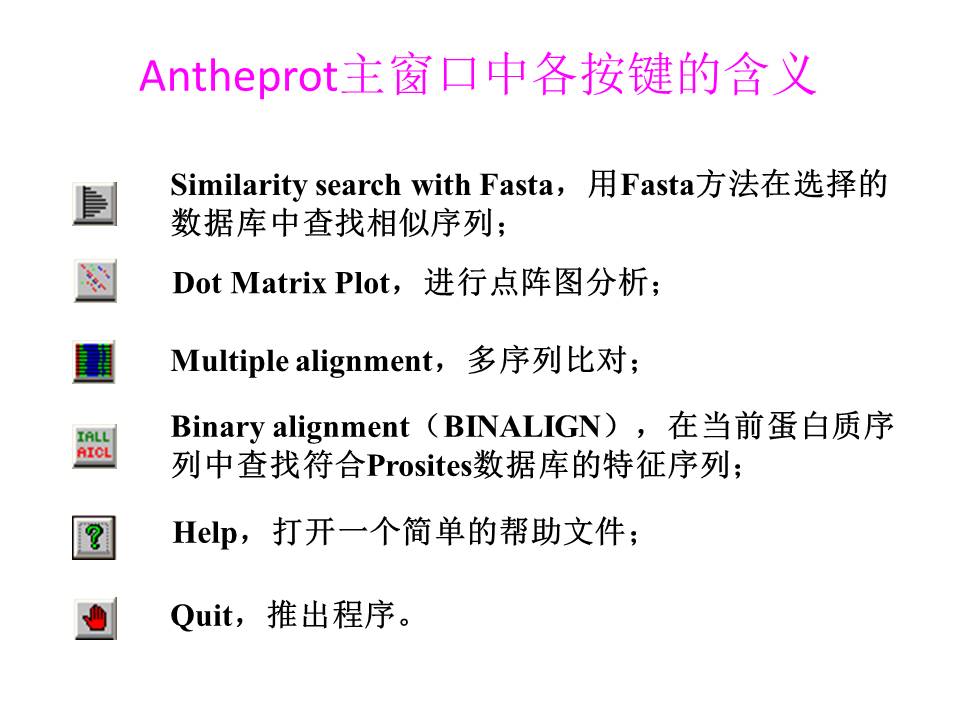 Antheprot主窗口中各按键的含义
Similarity search with Fasta，用Fasta方法在选择的
数据库中查找相似序列；
Dot Matrix Plot，进行点阵图分析；
Multiple alignment，多序列比对；
IALL
AICL
Binary alignment（BINALIGN），在当前蛋白质序
列中查找符合Prosites数据库的特征序列；
?
Help，打开一个简单的帮助文件；
Quit，推出程序。